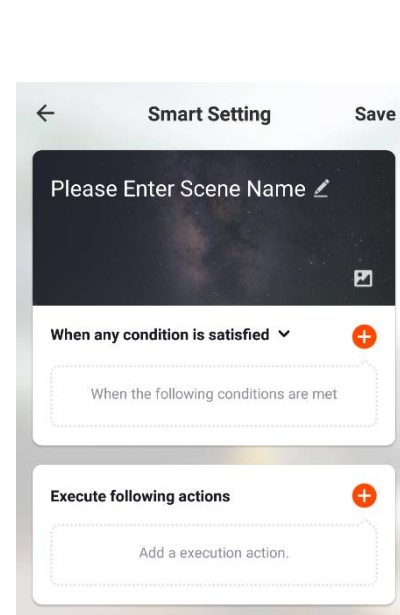 Smart Setting Save
Please Enter Scene Name
When any condition is satisfied
When the following conditions are met
Execute following actions
Add a execution action.